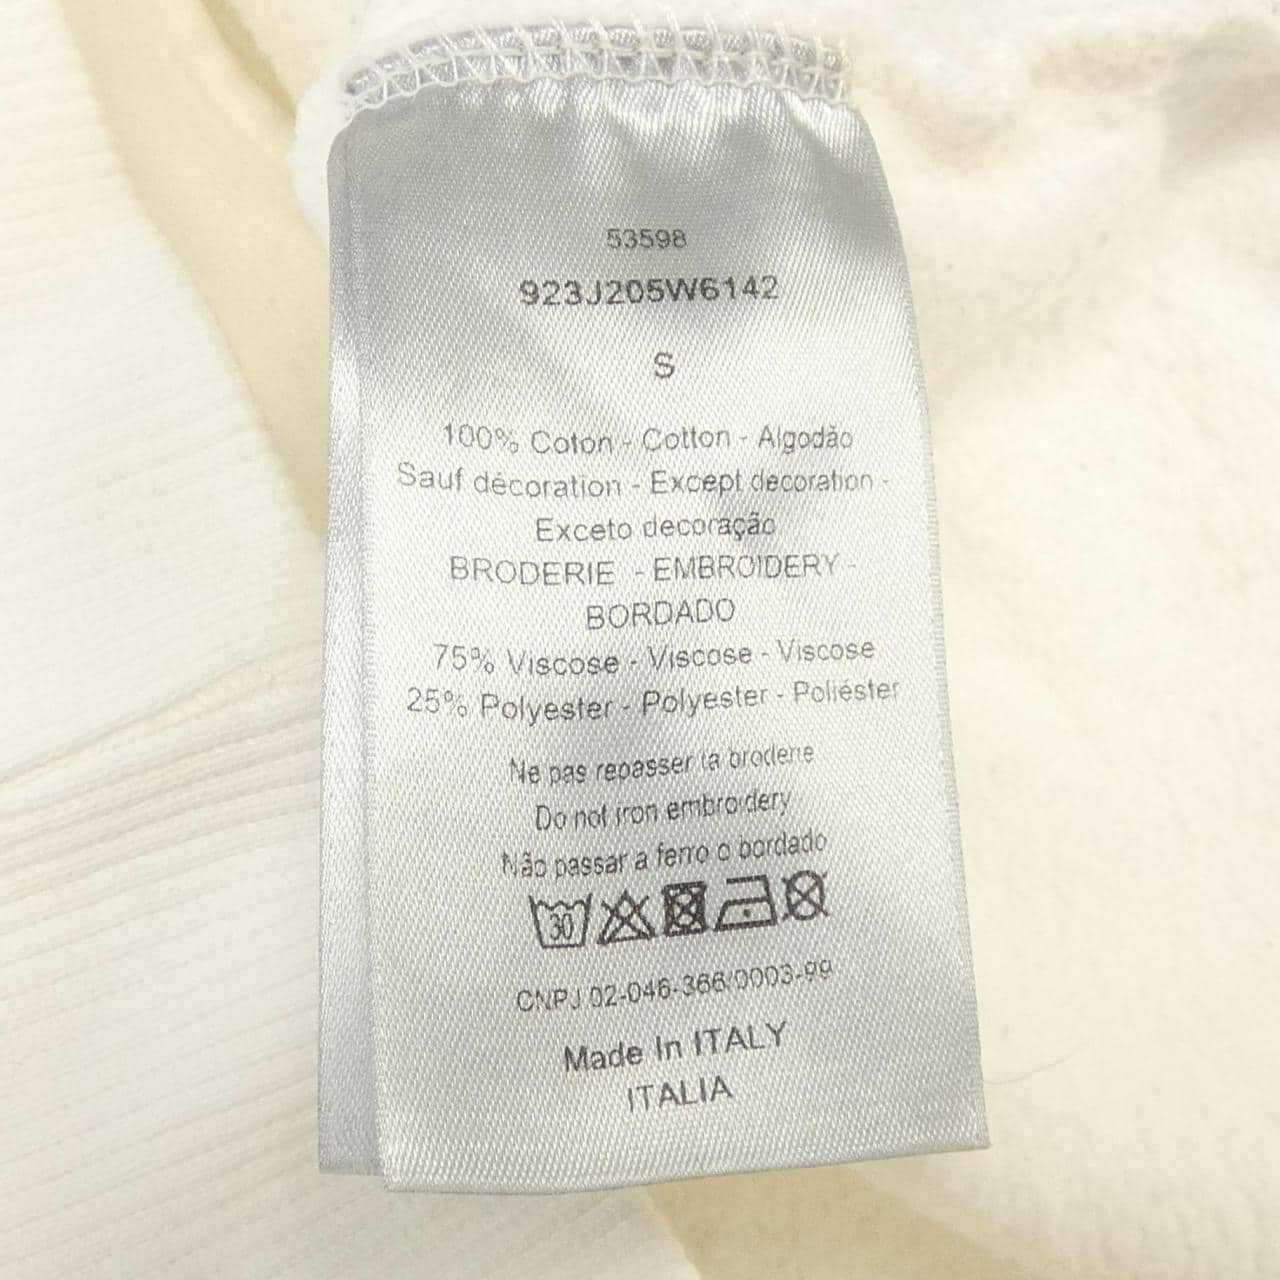 53598
923J205W6142
S
100% Coton - Cotton - Algodão
Sauf décoration - Except decoration -
Exceto decoração
BRODERIE - EMBROIDERY -
BORDADO
75% Viscose - Viscose - Viscose
25% Polyester - Polyester - Poliéster
Ne pas repasser la broderie
Do not iron embroidery
Não passar a ferro o bordado
30
CNPJ 02-046-366/0003-99
Made In ITALY
ITALIA